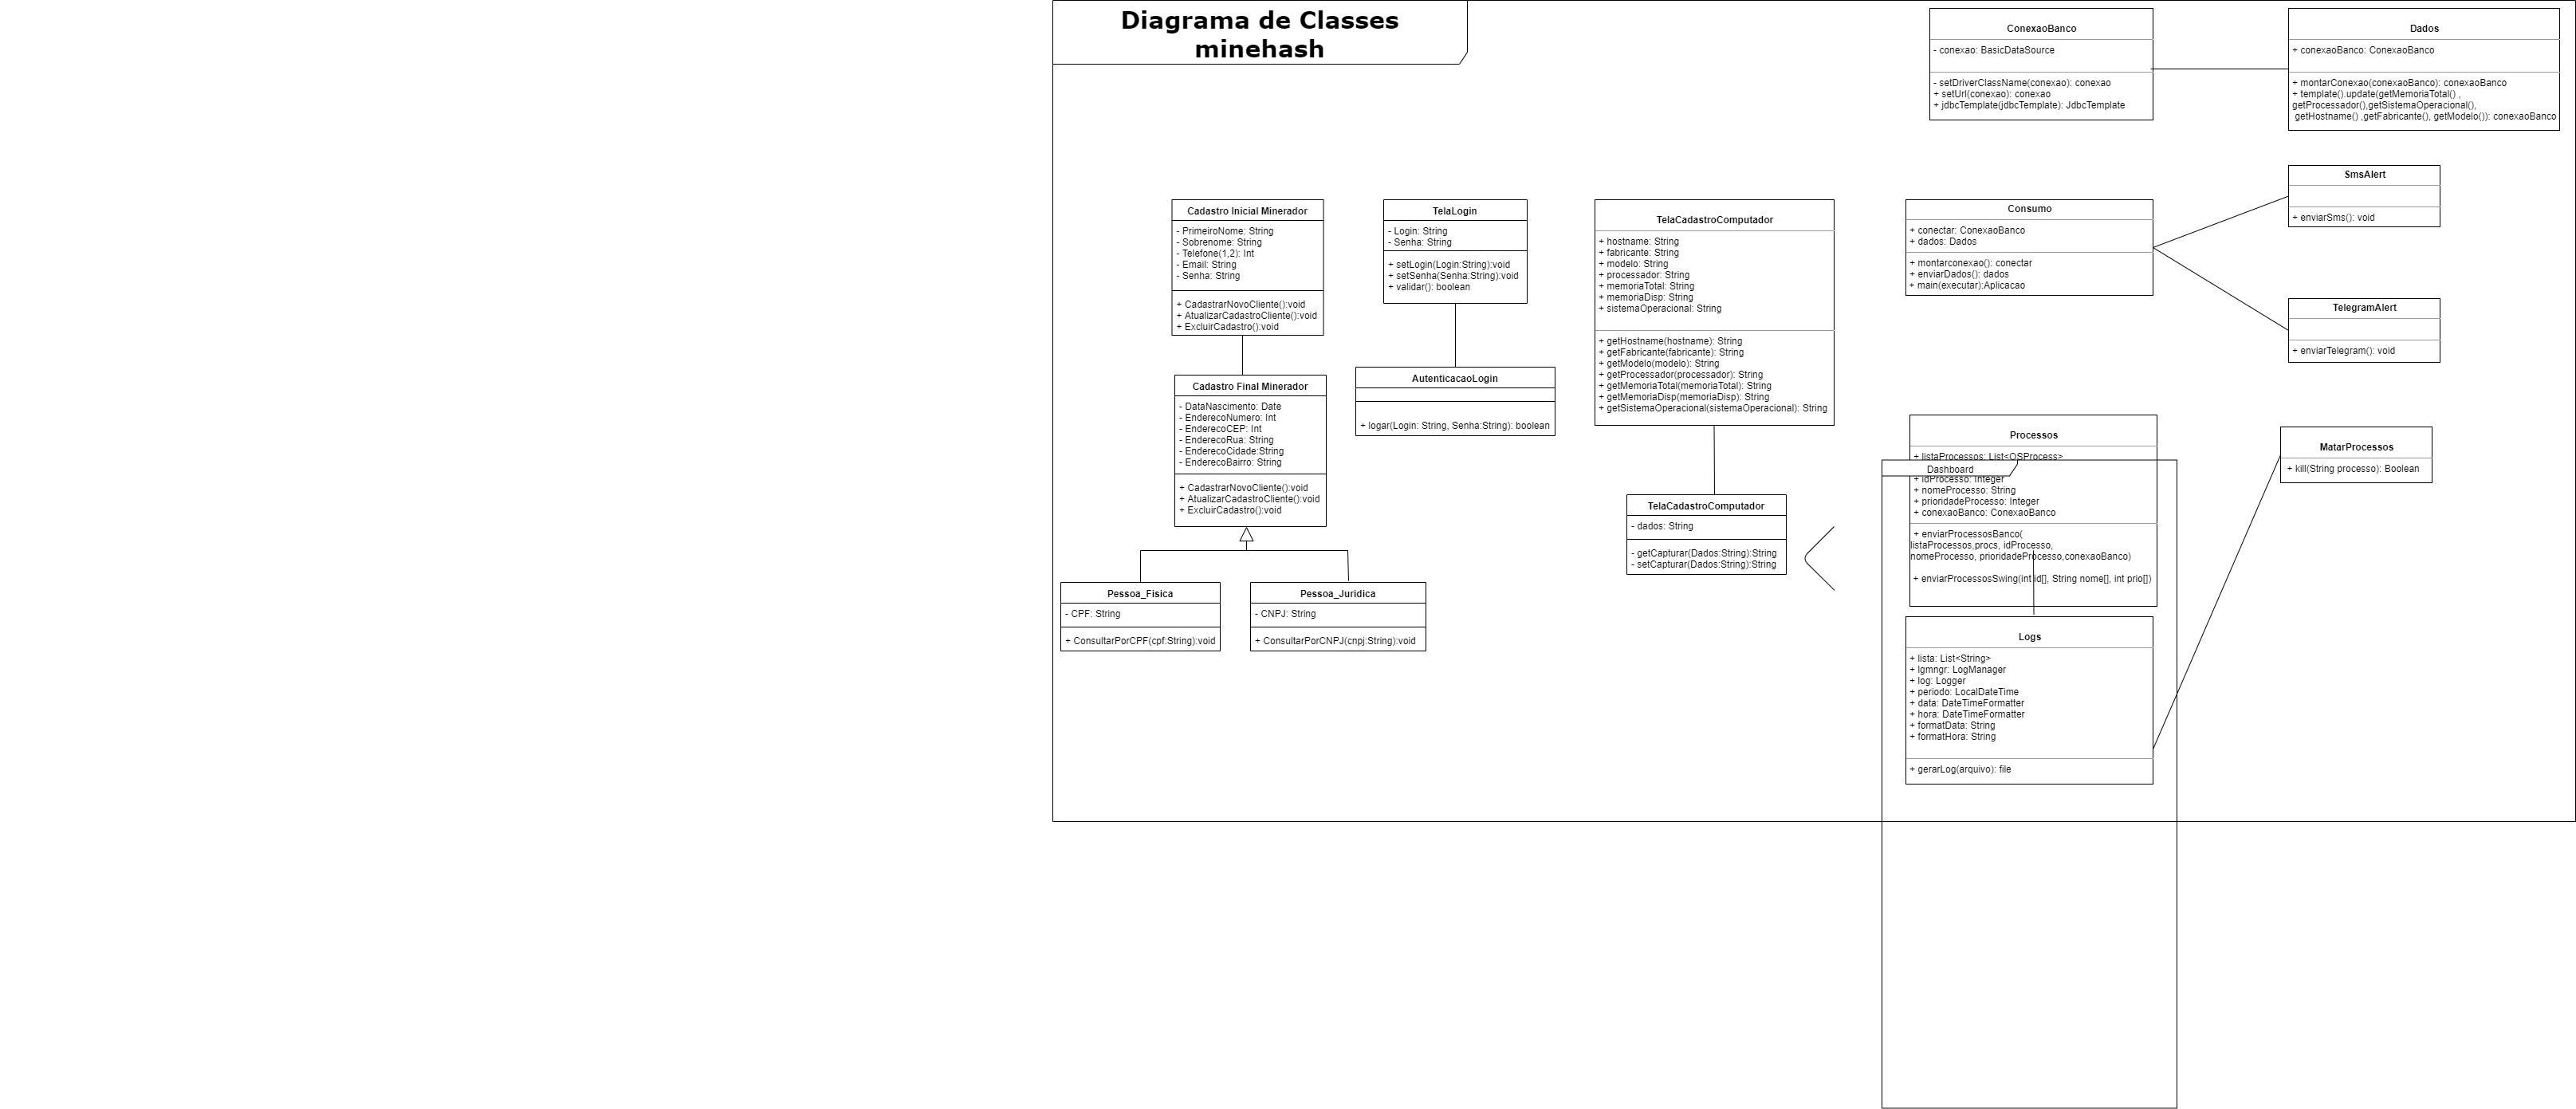 Diagrama de Classes
minehash
ConexaoBanco
- conexao: BasicDataSource
- setDriverClassName(conexao): conexao
+ setUrl(conexao): conexao
+ jdbcTemplate(jdbcTemplate): JdbcTemplate
Dados
+ conexaoBanco: ConexaoBanco
+ montarConexao(conexaoBanco): conexaoBanco
+ template().update(getMemoriaTotal() ,
getProcessador(),getSistemaOperacional(),
getHostname() ,getFabricante(), getModelo()): conexaoBanco
SmsAlert
+ enviarSms(): void
Cadastro Inicial Minerador
- PrimeiroNome: String
- Sobrenome: String
- Telefone(1,2): Int
- Email: String
- Senha: String
+ CadastrarNovoCliente():void
+ AtualizarCadastroCliente():void
+ ExcluirCadastro():void
TelaLogin
- Login: String
- Senha: String
+ setLogin(Login:String):void
+ setSenha(Senha:String):void
+ validar(): boolean
TelaCadastroComputador
+ hostname: String
+ fabricante: String
+ modelo: String
+ processador: String
+ memoriaTotal: String
+ memoriaDisp: String
+ sistemaOperacional: String
+ getHostname(hostname): String
+ getFabricante(fabricante): String
+ getModelo(modelo): String
+ getProcessador(processador): String
+ getMemoriaTotal(memoriaTotal): String
+ getMemoriaDisp(memoriaDisp): String
+ getSistemaOperacional(sistemaOperacional): String
Consumo
+ conectar: ConexaoBanco
+ dados: Dados
+ montarconexao(): conectar
+ enviarDados(): dados
+ main(executar):Aplicacao
TelegramAlert
+ enviarTelegram(): void
Cadastro Final Minerador
- DataNascimento: Date
- EnderecoNumero: Int
- EnderecoCEP: Int
- EnderecoRua: String
- EnderecoCidade:String
- EnderecoBairro: String
+ CadastrarNovoCliente():void
+ AtualizarCadastroCliente():void
+ ExcluirCadastro():void
AutenticacaoLogin
+ logar(Login: String, Senha:String): boolean
Processos
+ listaProcessos: List<OSProcess>
Dashboard
+ idProcesso: Integer
+ nomeProcesso: String
+ prioridadeProcesso: Integer
+ conexaoBanco: ConexaoBanco
+ enviarProcessosBanco(
listaProcessos,procs, idProcesso,
nomeProcesso, prioridadeProcesso,conexaoBanco)
+ enviarProcessosSwing(int id[], String nome[], int prio[])
MatarProcessos
+ kill(String processo): Boolean
TelaCadastroComputador
- dados: String
- getCapturar(Dados:String):String
- setCapturar(Dados:String):String
Pessoa_Fisica
- CPF: String
+ ConsultarPorCPF(cpf:String):void
Pessoa_Juridica
- CNPJ: String
+ ConsultarPorCNPJ(cnpj:String):void
Logs
+ lista: List<String>
+ lgmngr: LogManager
+ log: Logger
+ periodo: LocalDateTime
+ data: DateTimeFormatter
+ hora: DateTimeFormatter
+ formatData: String
+ formatHora: String
+ gerarLog(arquivo): file